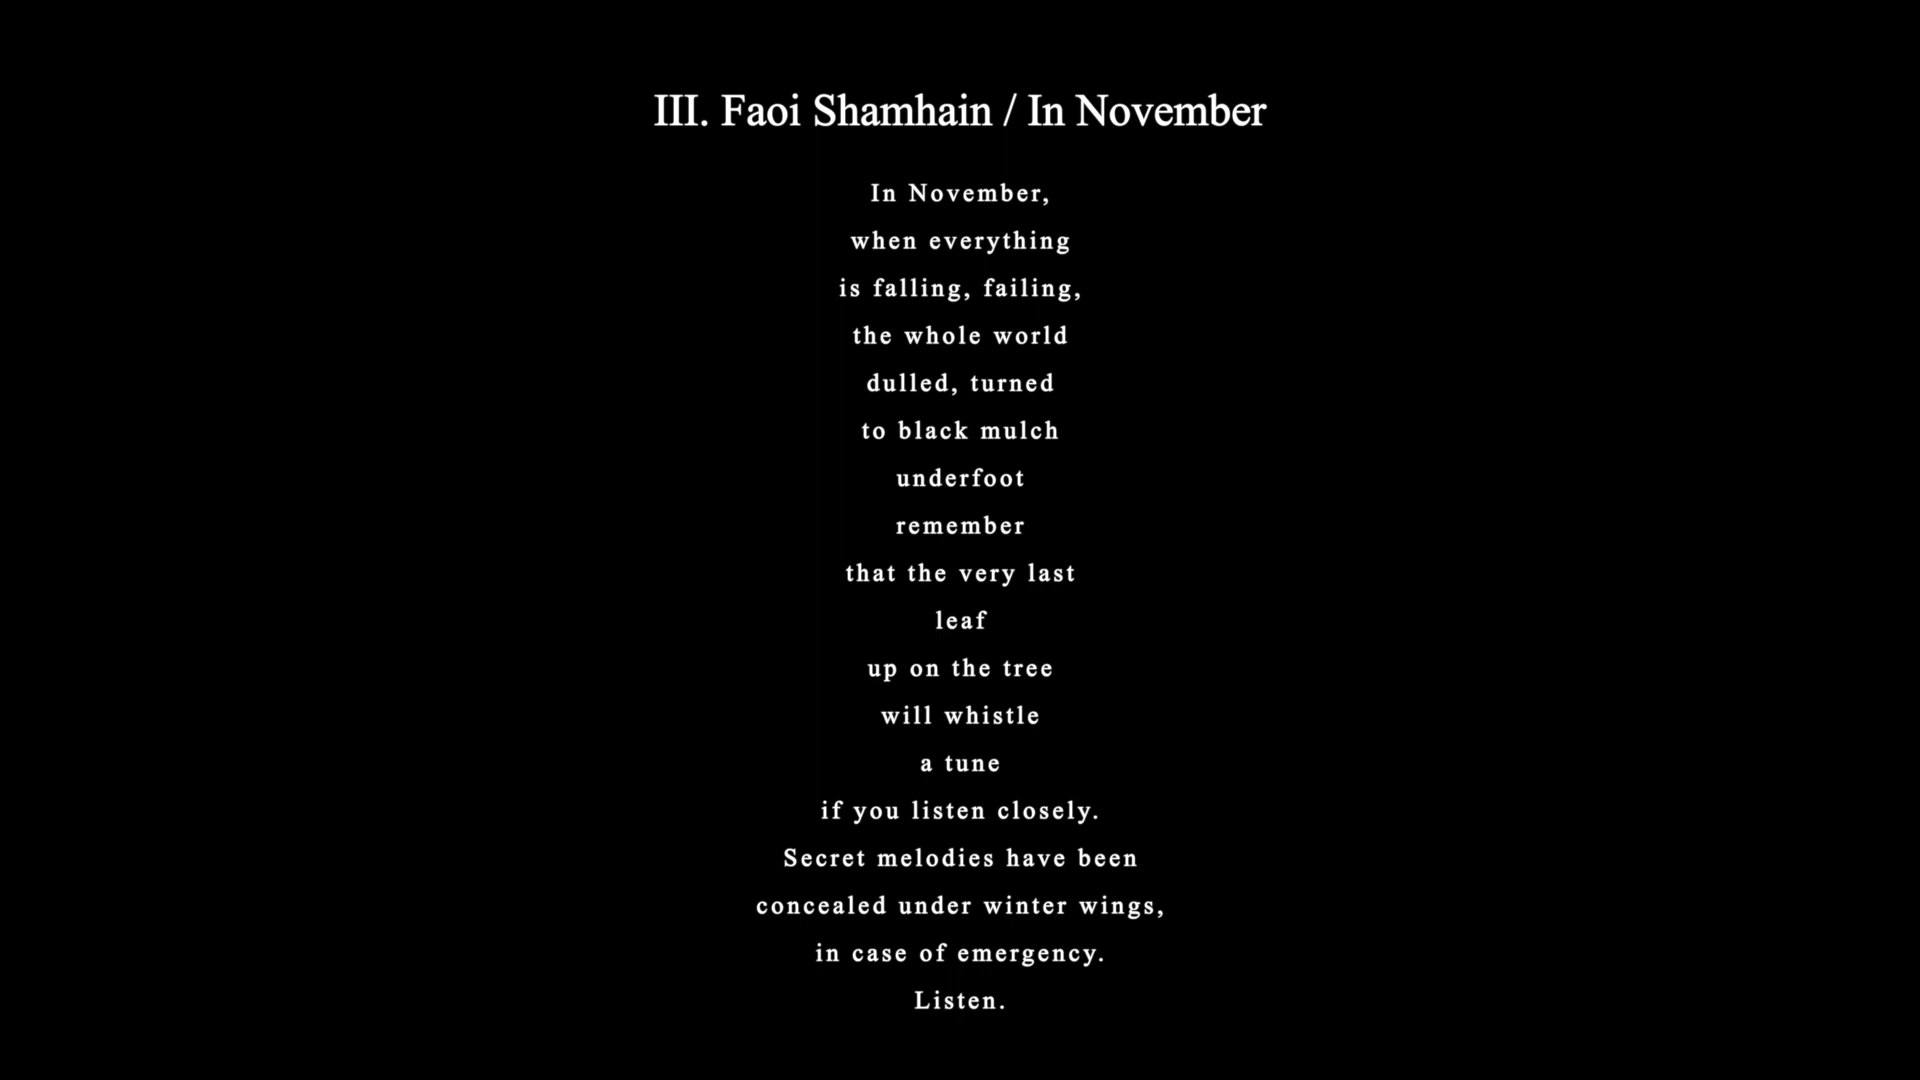 III. Faoi Shamhain / In November
In November,
when everything
is falling, failing,
the whole world
dulled, turned
to black mulch
underfoot
remember
that the very last
leaf
up on the tree
will whistle
a tune
if you listen closely.
Secret melodies have been
concealed under winter wings,
in case of emergency.
Listen.